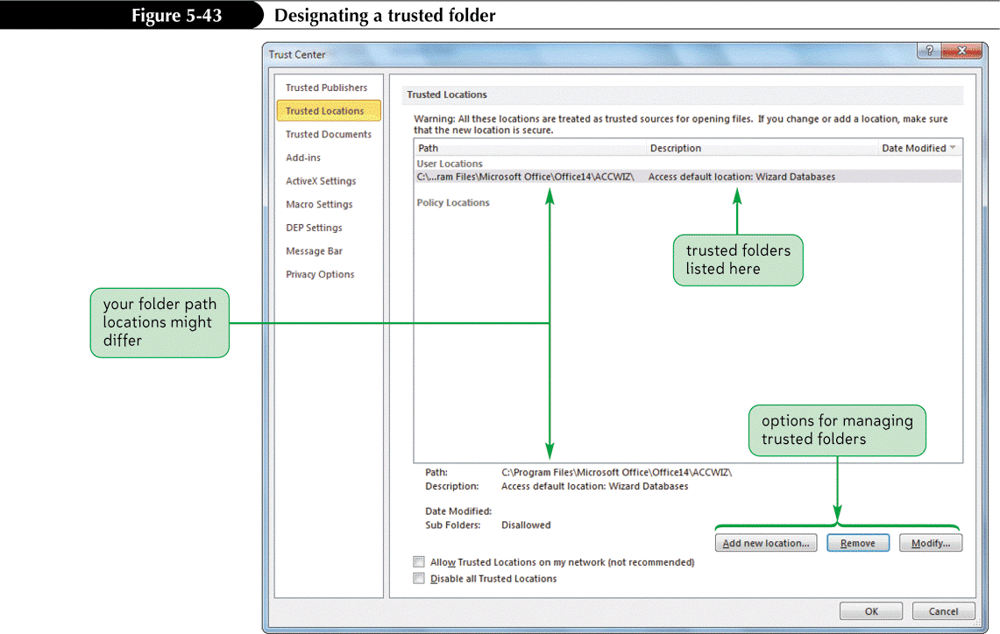 Figure 5-43 Designating a trusted folder
Trust Center
?
X
Trusted Publishers
Trusted Locations
Trusted Documents
Add-ins
ActiveX Settings
Macro Settings
DEP Settings
Message Bar
Privacy Options
Trusted Locations
Warning: All these locations are treated as trusted sources for opening files. If you change or add a location, make sure
that the new location is secure.
Path Description Date Modified
User Locations
C:\...ram Files\Microsoft Office\Office14\ACCWIZ\ Access default location: Wizard Databases
Policy Locations
trusted folders
listed here
your folder path
locations might
differ
options for managing
trusted folders
Path: C:\Program Files\Microsoft Office\Office14\ACCWIZ\
Description: Access default location: Wizard Databases
Date Modified:
Sub Folders: Disallowed
Add new location... Remove Modify...
Allow Trusted Locations on my network (not recommended)
Disable all Trusted Locations
OK Cancel